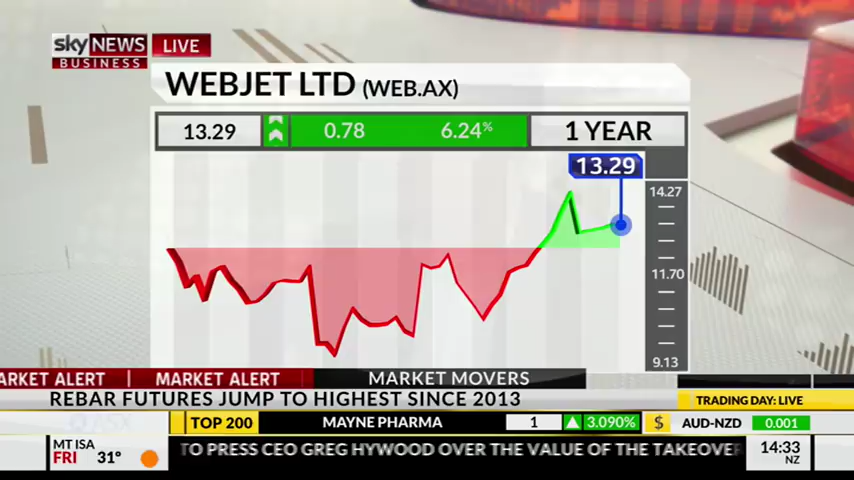 sky NEWS LIVE
BUSINESS
WEBJET LTD (WEB.AX)
13.29 0.78 6.24% 1 YEAR
13.29
14.27
11.70
9.13
ARKET ALERT | MARKET ALERT MARKET MOVERS
REBAR FUTURES JUMP TO HIGHEST SINCE 2013 TRADING DAY: LIVE
TOP 200 MAYNE PHARMA 1 3.090% $ AUD-NZD 0.001
MT ISA
FRI 31°
TO PRESS CEO GREG HYWOOD OVER THE VALUE OF THE TAKEOVER
14:33
NZ